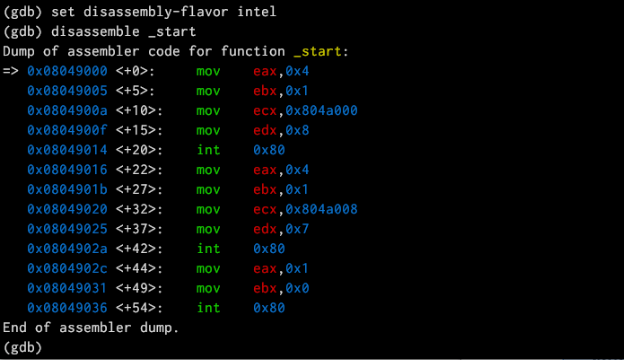 (gdb) set disassembly-flavor intel
(gdb) disassemble _start
Dump of assembler code for function _start:
=> 0x08049000 <+0>:     mov    eax,0x4
   0x08049005 <+5>:     mov    ebx,0x1
   0x0804900a <+10>:    mov    ecx,0x804a000
   0x0804900f <+15>:    mov    edx,0x8
   0x08049014 <+20>:    int    0x80
   0x08049016 <+22>:    mov    eax,0x4
   0x0804901b <+27>:    mov    ebx,0x1
   0x08049020 <+32>:    mov    ecx,0x804a008
   0x08049025 <+37>:    mov    edx,0x7
   0x0804902a <+42>:    int    0x80
   0x0804902c <+44>:    mov    eax,0x1
   0x08049031 <+49>:    mov    ebx,0x0
   0x08049036 <+54>:    int    0x80
End of assembler dump.
(gdb)